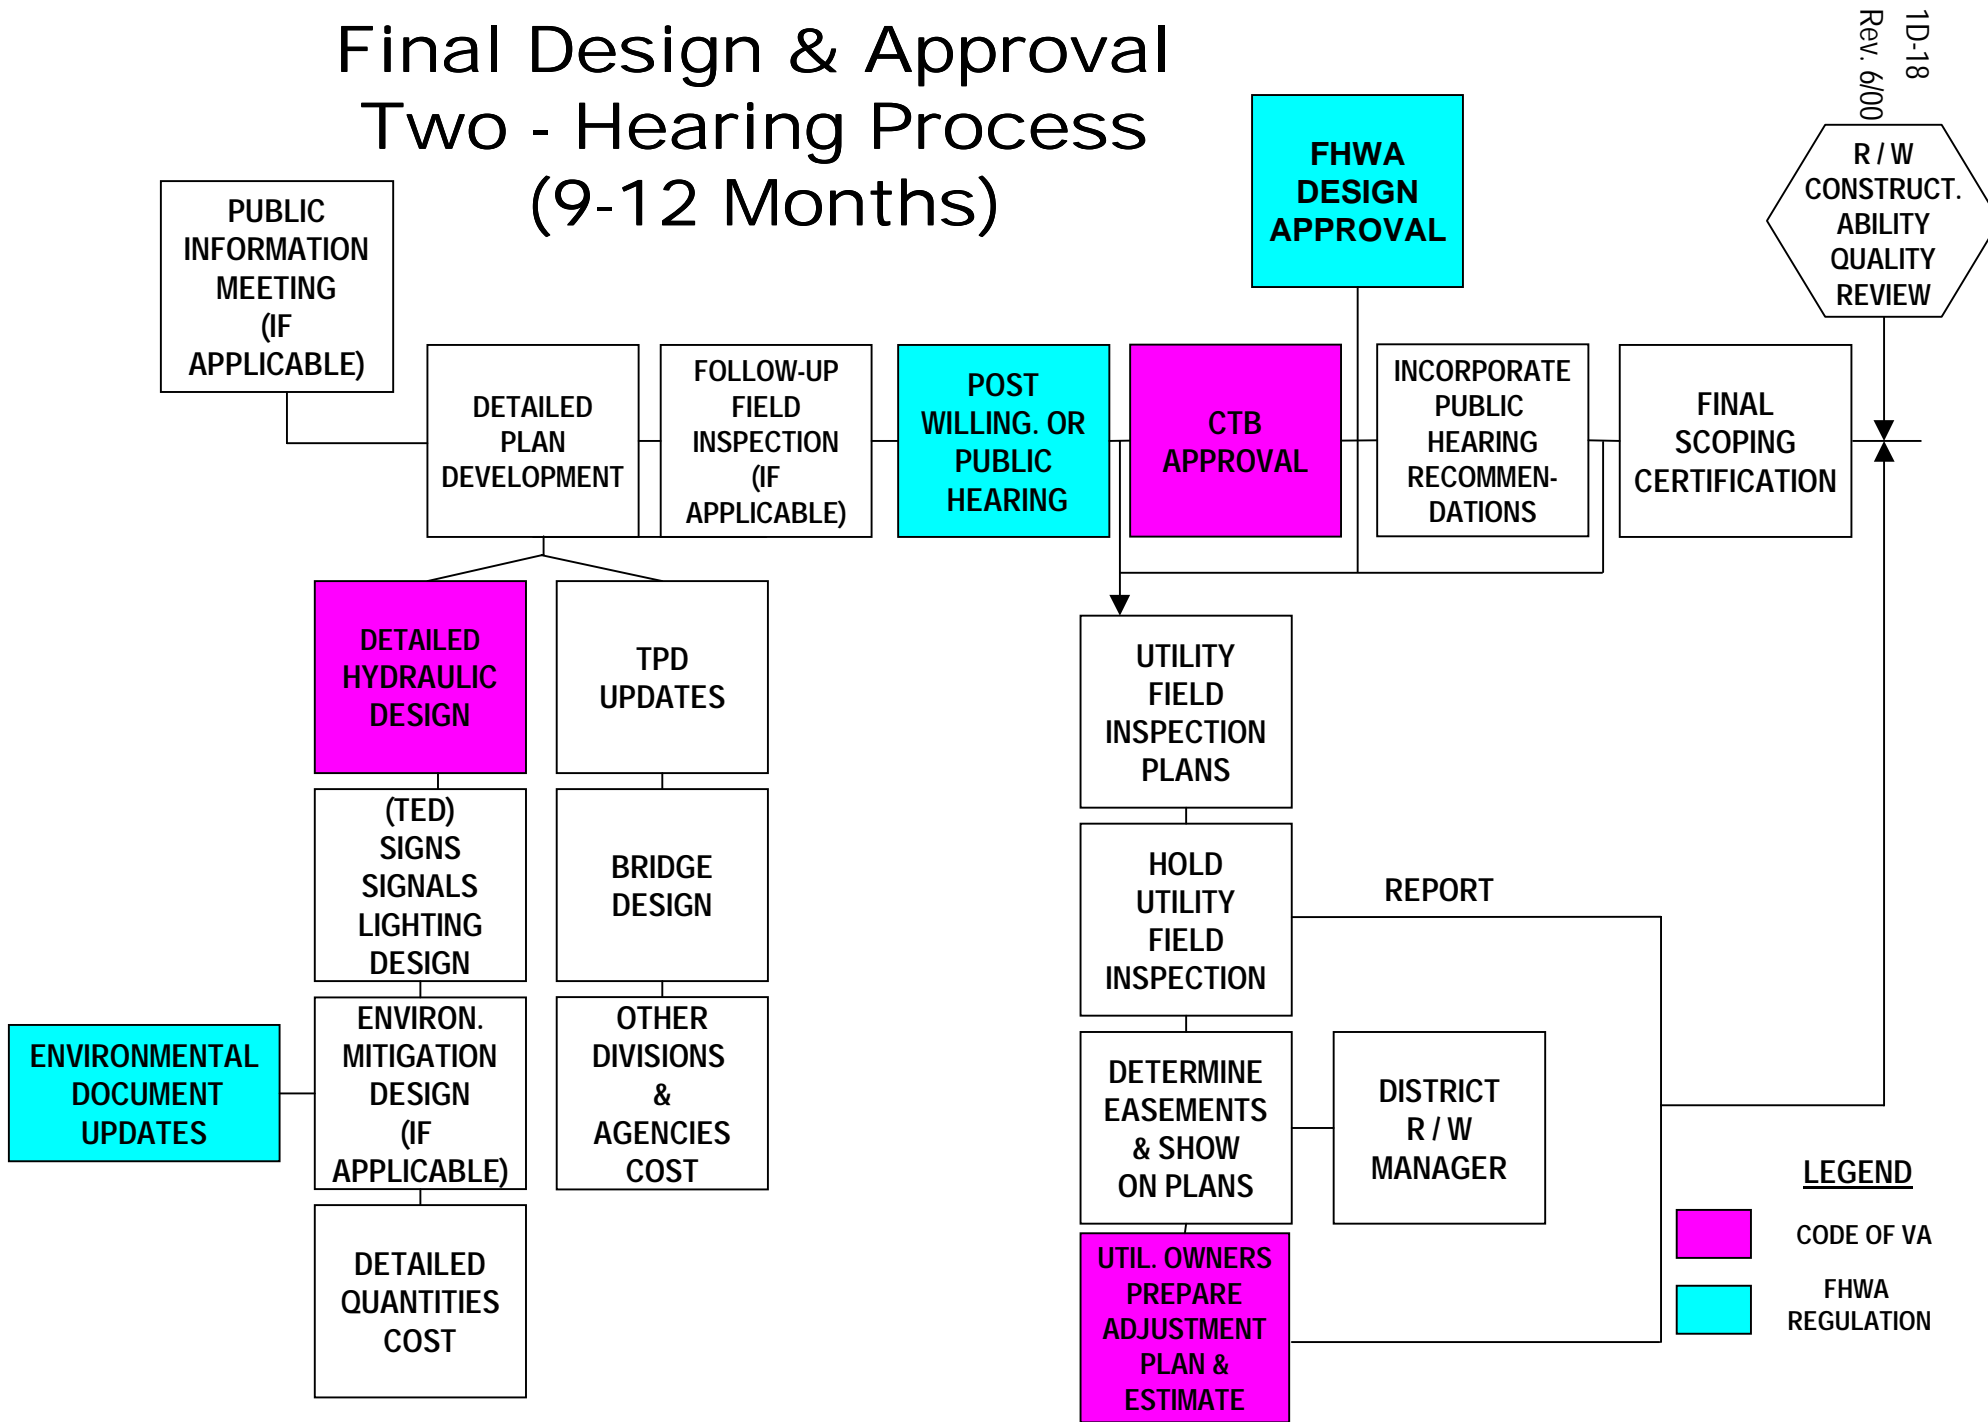 Final Design & Approval
Two - Hearing Process
(9-12 Months)
1D-18
Rev. 6/00
PUBLIC
INFORMATION
MEETING
(IF
APPLICABLE)
FHWA
DESIGN
APPROVAL
R / W
CONSTRUCT.
ABILITY
QUALITY
REVIEW
DETAILED
PLAN
DEVELOPMENT
FOLLOW-UP
FIELD
INSPECTION
(IF
APPLICABLE)
POST
WILLING. OR
PUBLIC
HEARING
CTB
APPROVAL
INCORPORATE
PUBLIC
HEARING
RECOMMEN-
DATIONS
FINAL
SCOPING
CERTIFICATION
DETAILED
HYDRAULIC
DESIGN
TPD
UPDATES
UTILITY
FIELD
INSPECTION
PLANS
(TED)
SIGNS
SIGNALS
LIGHTING
DESIGN
BRIDGE
DESIGN
HOLD
UTILITY
FIELD
INSPECTION
REPORT
ENVIRONMENTAL
DOCUMENT
UPDATES
ENVIRON.
MITIGATION
DESIGN
(IF
APPLICABLE)
OTHER
DIVISIONS
&
AGENCIES
COST
DETERMINE
EASEMENTS
& SHOW
ON PLANS
DISTRICT
R / W
MANAGER
DETAILED
QUANTITIES
COST
UTIL. OWNERS
PREPARE
ADJUSTMENT
PLAN &
ESTIMATE
LEGEND
CODE OF VA
FHWA
REGULATION